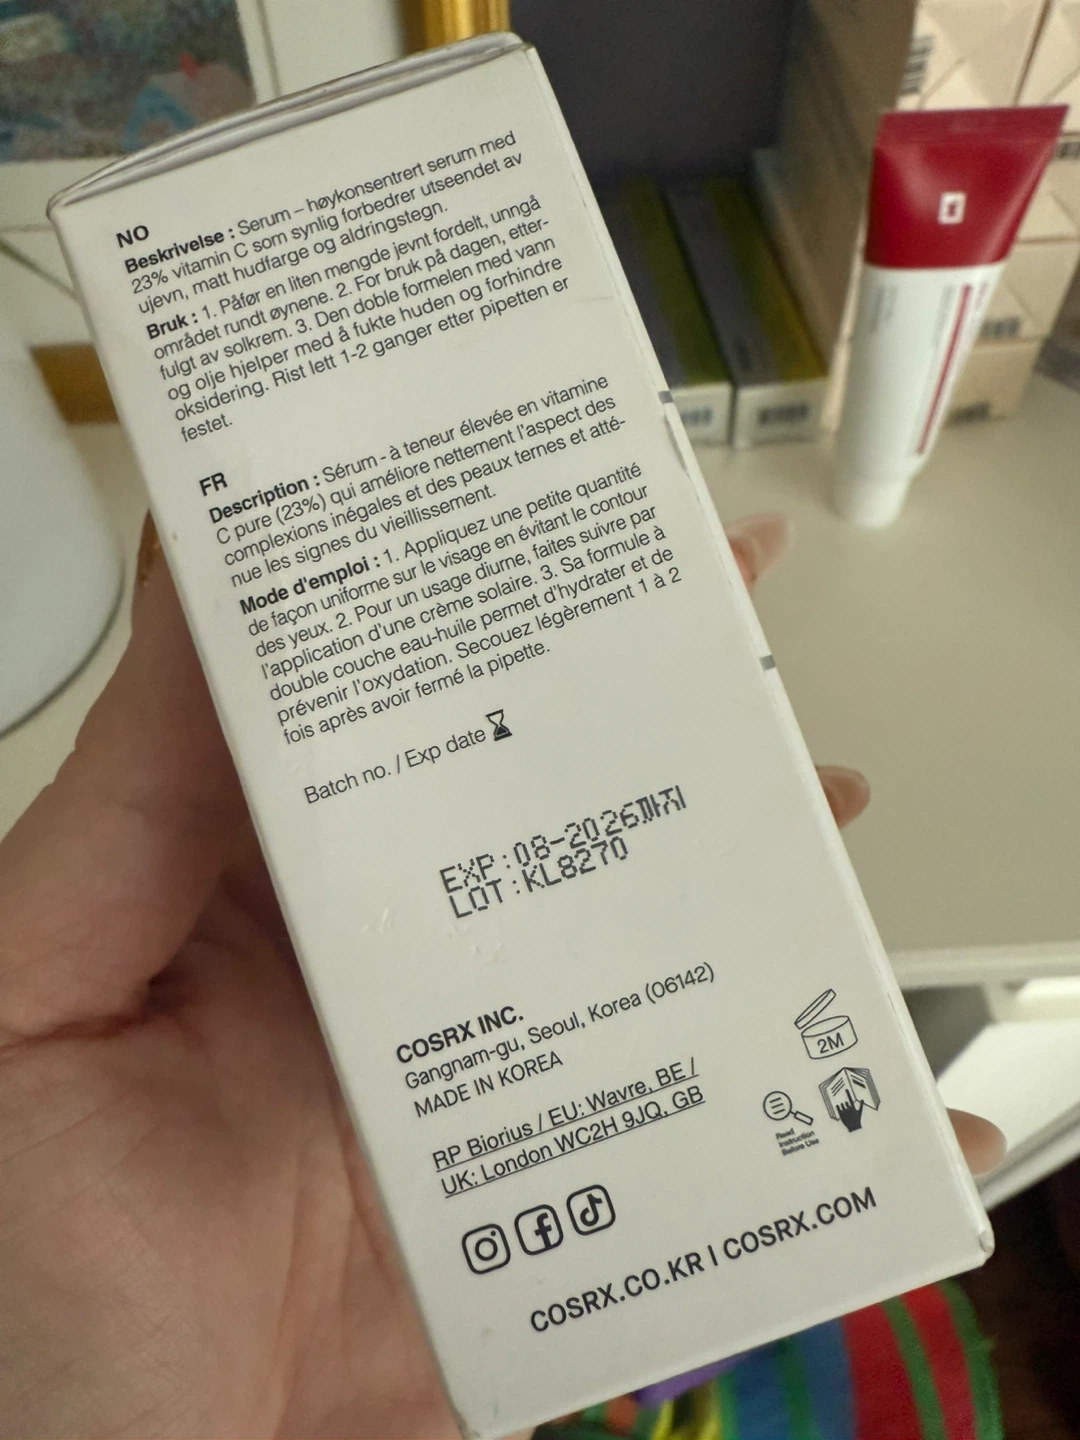 NO
Beskrivelse : Serum – høykonsentrert serum med
23% vitamin C som synlig forbedrer utseendet av
ujevn, matt hudfarge og aldringstegn.
Bruk : 1. Påfør en liten mengde jevnt fordelt, unngå
området rundt øynene. 2. For bruk på dagen, etter-
fulgt av solkrem. 3. Den doble formelen med vann
og olje hjelper med å fukte huden og forhindre
oksidering. Rist lett 1-2 ganger etter pipetten er
festet.
FR
Description : Sérum - à teneur élevée en vitamine
C pure (23%) qui améliore nettement l'aspect des
complexions inégales et des peaux ternes et atté-
nue les signes du vieillissement.
Mode d'emploi : 1. Appliquez une petite quantité
de façon uniforme sur le visage en évitant le contour
des yeux. 2. Pour un usage diurne, faites suivre par
l'application d'une crème solaire. 3. Sa formule à
double couche eau-huile permet d'hydrater et de
prévenir l'oxydation. Secouez légèrement 1 à 2
fois après avoir fermé la pipette.
Batch no. / Exp date
EXP :08-2026까지
LOT :KL8270
COSRX INC.
Gangnam-gu, Seoul, Korea (06142)
MADE IN KOREA
RP Biorius / EU: Wavre, BE /
UK: London WC2H 9JQ, GB
2M
Read
Instruction
Before Use
COSRX.CO.KR I COSRX.COM